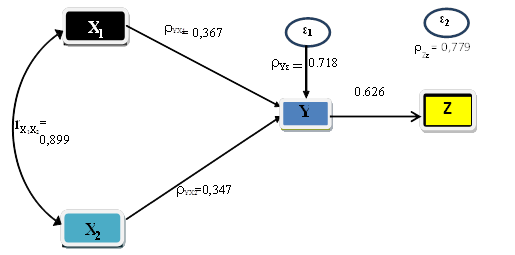 X1
ρYX1= 0,367
ε1
ε2
ρZε = 0,779
ρYε = 0.718
0.626
Y
Z
rX1X2=
0,899
ρYX2=0,347
X2